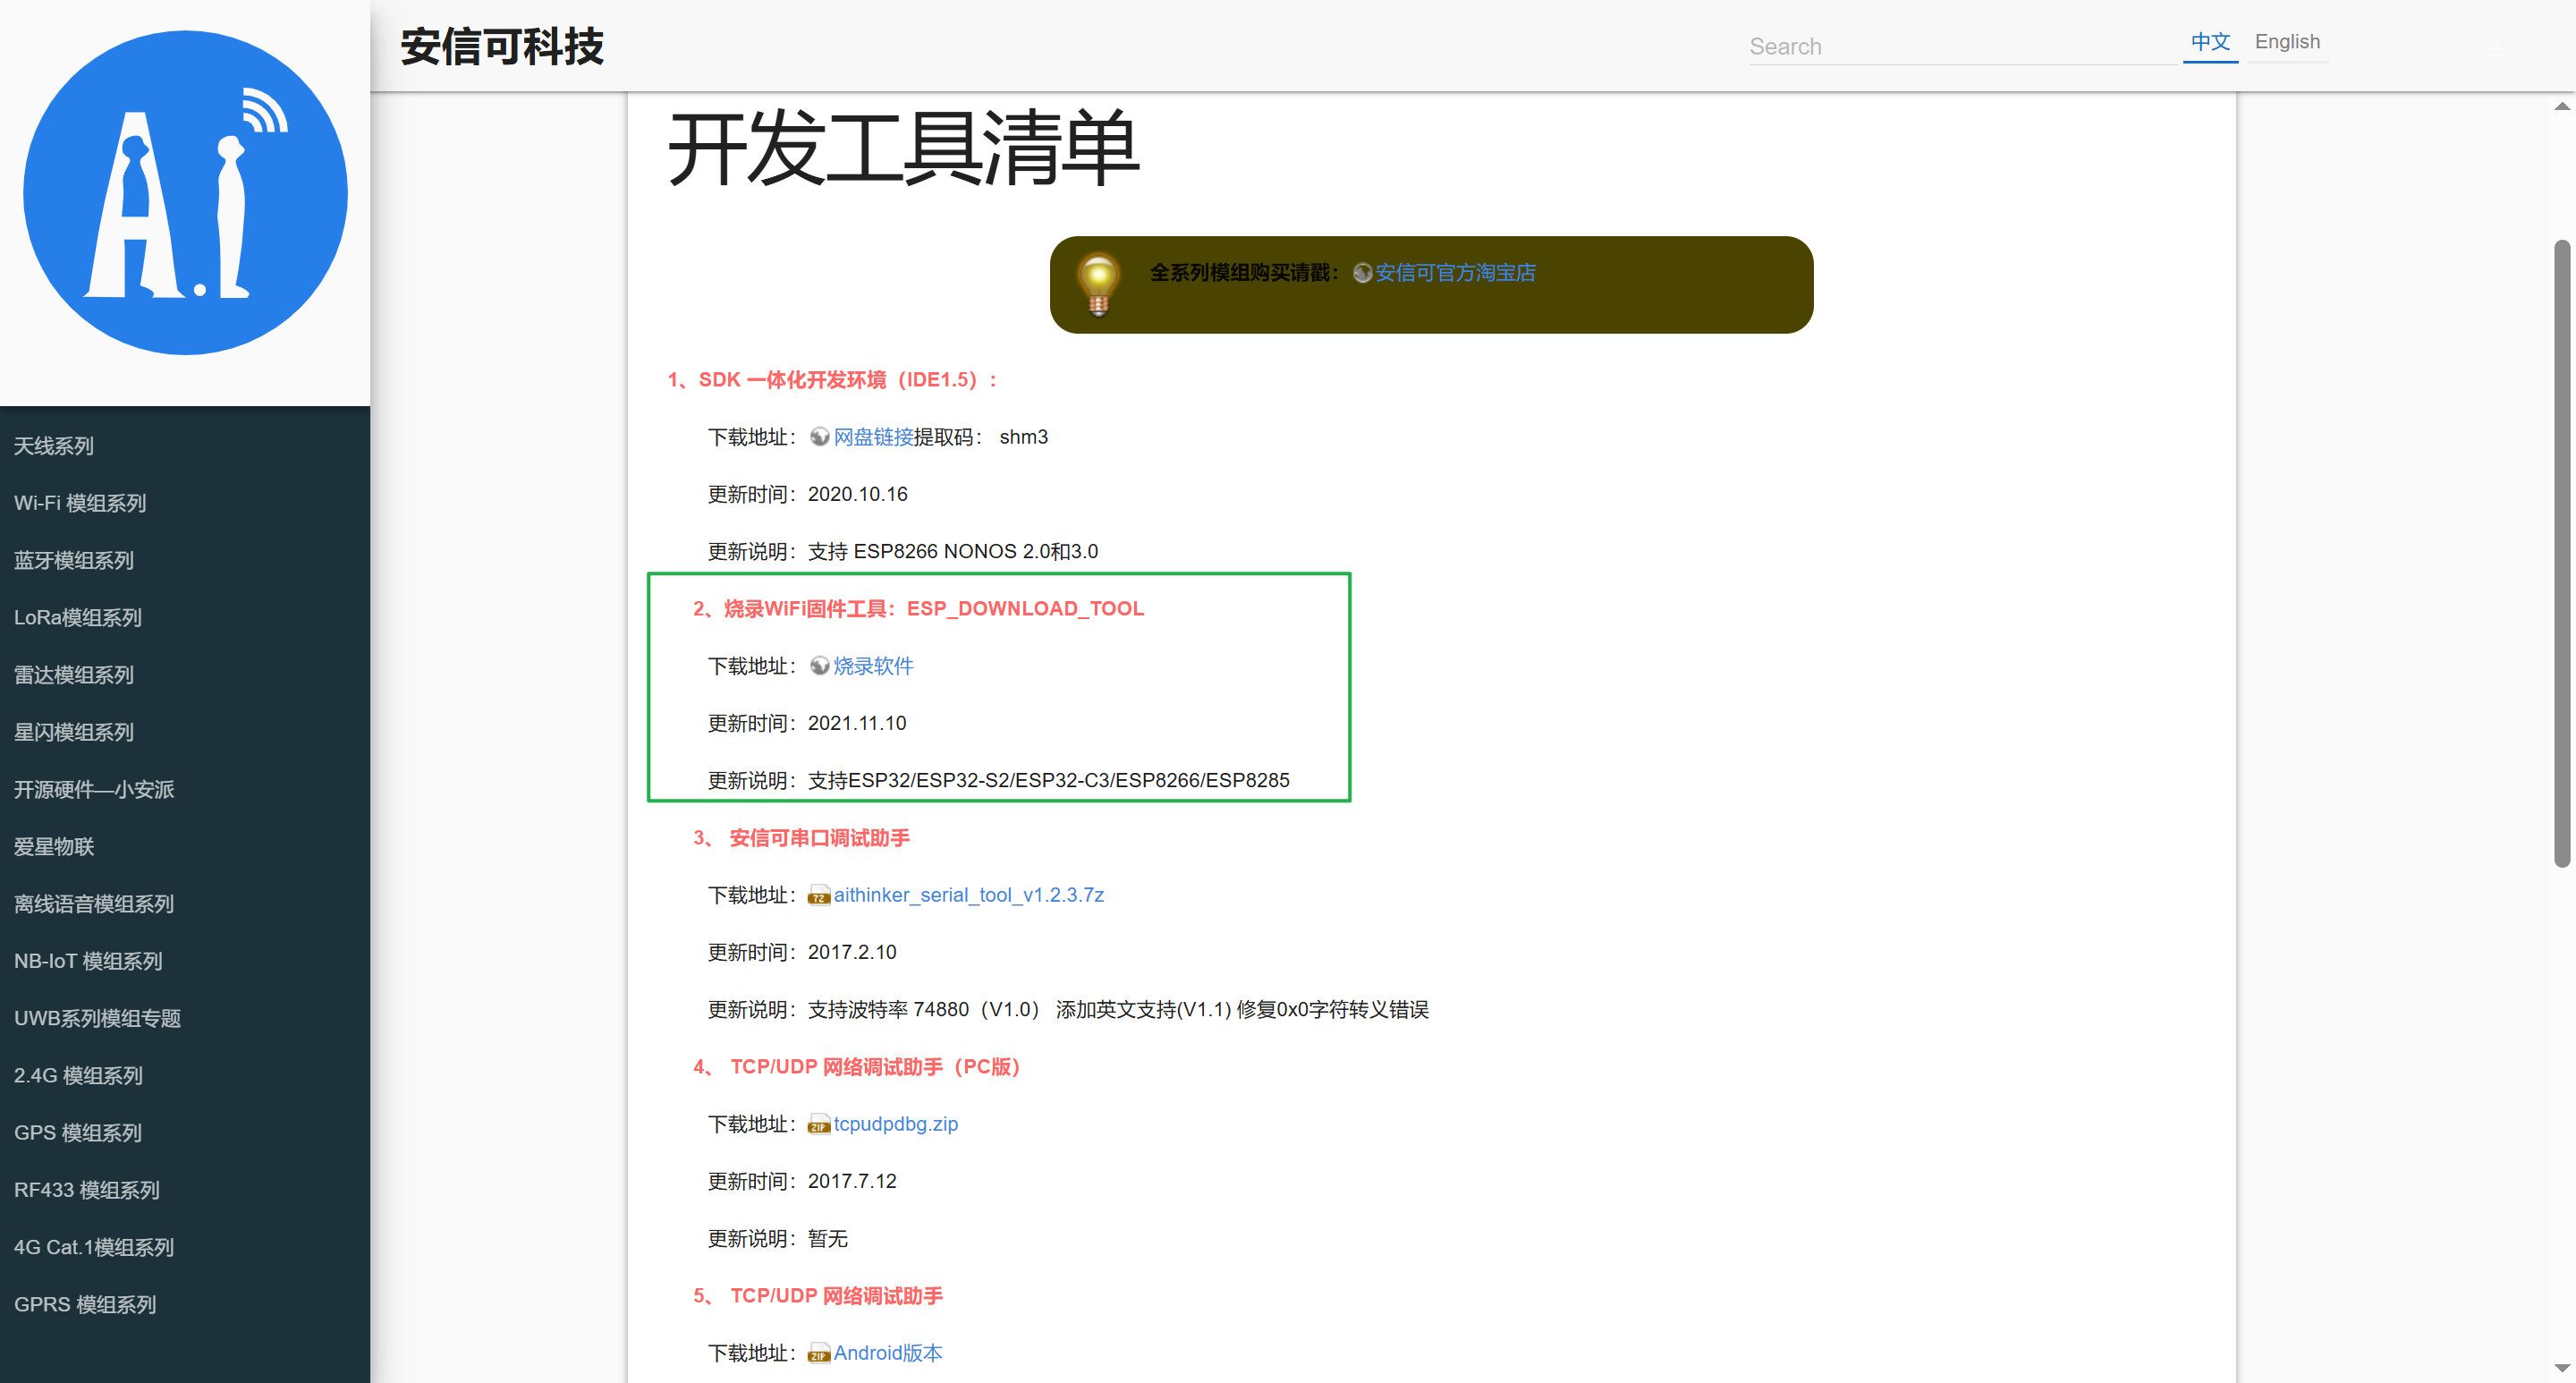 安信可科技
Search
中文
English
天线系列
Wi-Fi 模组系列
蓝牙模组系列
LoRa模组系列
雷达模组系列
星闪模组系列
开源硬件—小安派
爱星物联
离线语音模组系列
NB-IoT 模组系列
UWB系列模组专题
2.4G 模组系列
GPS 模组系列
RF433 模组系列
4G Cat.1模组系列
GPRS 模组系列
开发工具清单
全系列模组购买请戳：安信可官方淘宝店
1、SDK 一体化开发环境（IDE1.5）：
下载地址：网盘链接提取码： shm3
更新时间：2020.10.16
更新说明：支持 ESP8266 NONOS 2.0和3.0
2、烧录WiFi固件工具：ESP_DOWNLOAD_TOOL
下载地址：烧录软件
更新时间：2021.11.10
更新说明：支持ESP32/ESP32-S2/ESP32-C3/ESP8266/ESP8285
3、 安信可串口调试助手
下载地址：aithinker_serial_tool_v1.2.3.7z
更新时间：2017.2.10
更新说明：支持波特率 74880（V1.0） 添加英文支持(V1.1) 修复0x0字符转义错误
4、 TCP/UDP 网络调试助手（PC版）
下载地址：tcpudpdbg.zip
更新时间：2017.7.12
更新说明：暂无
5、 TCP/UDP 网络调试助手
下载地址：Android版本